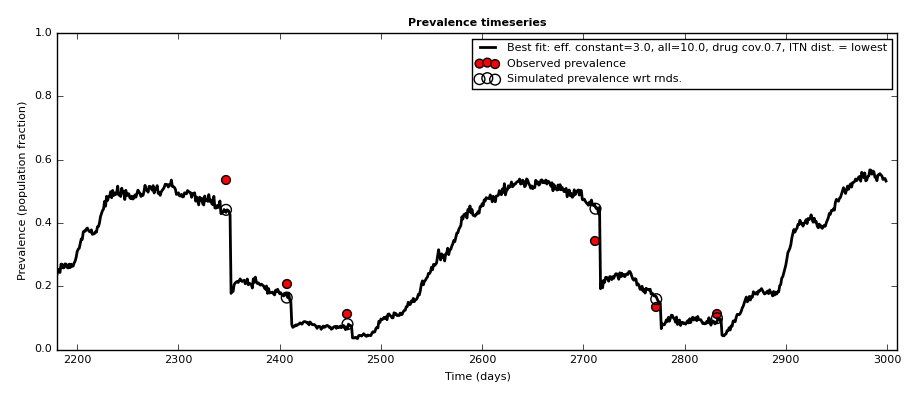 Prevalence timeseries
Best fit: eff. constant=3.0, all=10.0, drug cov.0.7, ITN dist. = lowest
Observed prevalence
Simulated prevalence wrt rnds.
Prevalence (population fraction)
1.0
0.8
0.6
0.4
0.2
0.0
2200 2300 2400 2500 2600 2700 2800 2900 3000
Time (days)